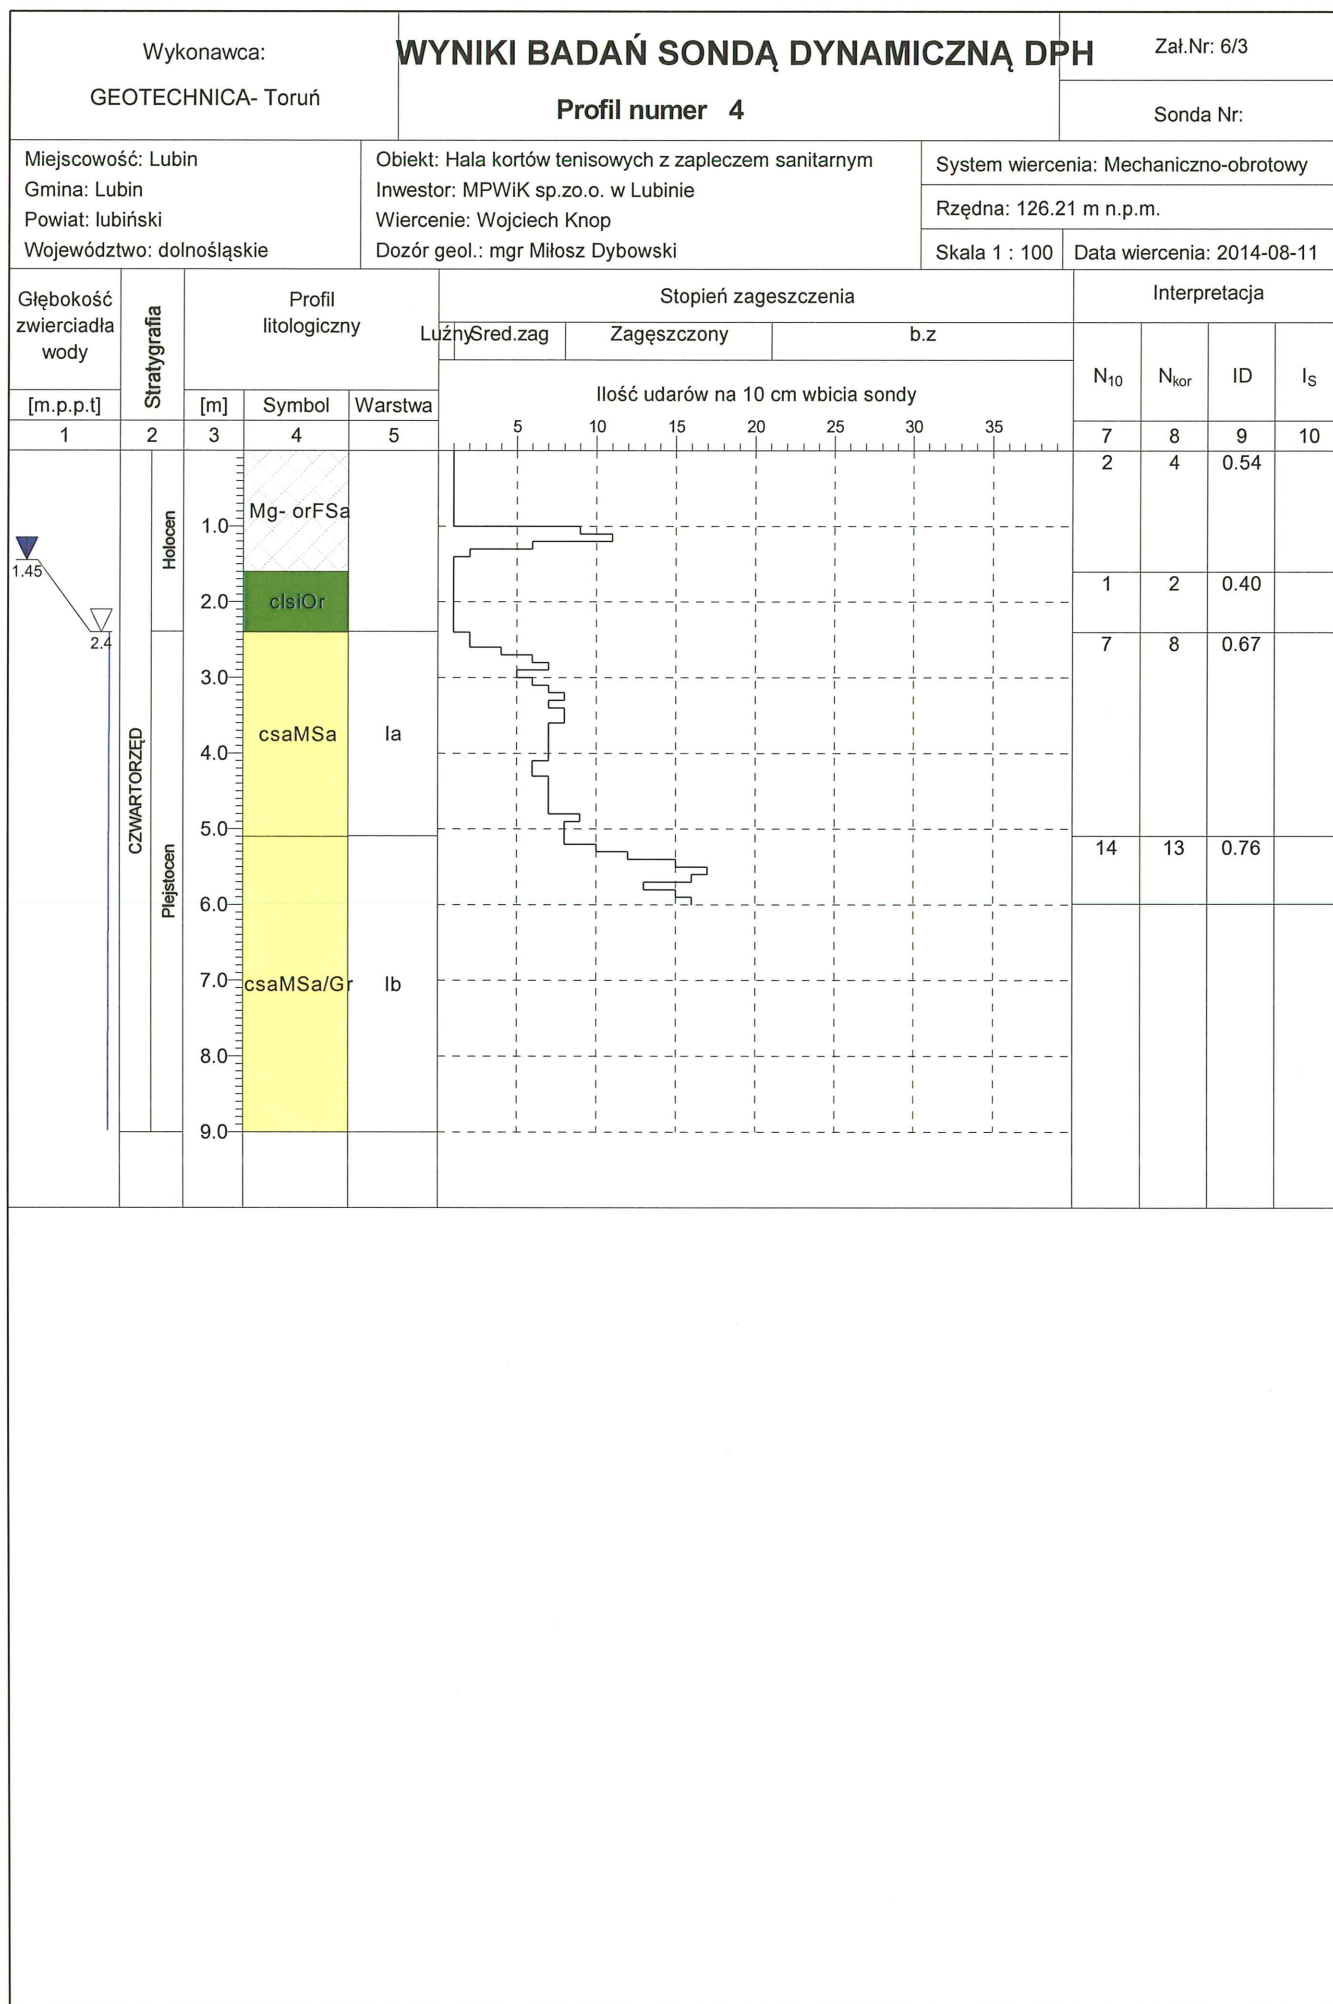 Wykonawca:
GEOTECHNICA- Toruń
WYNIKI BADAŃ SONDĄ DYNAMICZNĄ DPH
Profil numer 4
Zał.Nr: 6/3
Sonda Nr:
Miejscowość: Lubin
Gmina: Lubin
Powiat: lubiński
Województwo: dolnośląskie
Obiekt: Hala kortów tenisowych z zapleczem sanitarnym
Inwestor: MPWiK sp.zo.o. w Lubinie
Wiercenie: Wojciech Knop
Dozór geol.: mgr Miłosz Dybowski
System wiercenia: Mechaniczno-obrotowy
Rzędna: 126.21 m n.p.m.
Skala 1 : 100
Data wiercenia: 2014-08-11
Głębokość
zwierciadła
wody
[m.p.p.t]
Stratygrafia
Profil
litologiczny
[m]
Symbol
Warstwa
Stopień zageszczenia
Luźny
Sred.zag
Zagęszczony
b.z
Ilość udarów na 10 cm wbicia sondy
Interpretacja
N10
Nkor
ID
IS
1
2
3
4
5
5 10 15 20 25 30 35
7
8
9
10
1.45
2.4
CZWARTORZĘD
Holocen
Plejstocen
1.0
2.0
3.0
4.0
5.0
6.0
7.0
8.0
9.0
Mg- orFSa
clsiOr
csaMSa
csaMSa/Gr
Ia
Ib
2 4 0.54
1 2 0.40
7 8 0.67
14 13 0.76